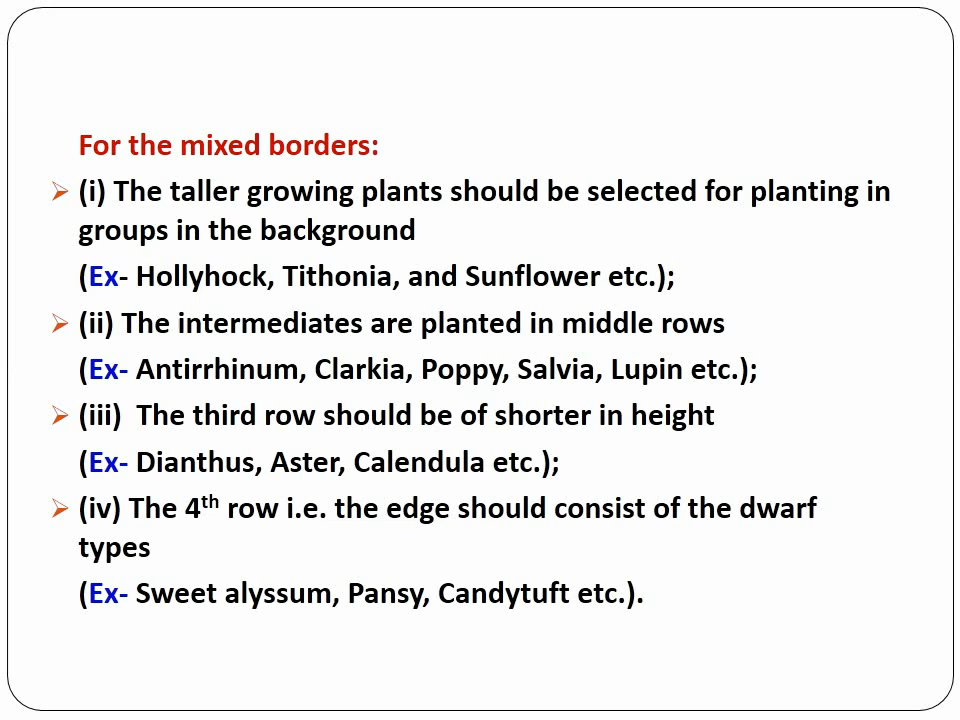 For the mixed borders:
(i) The taller growing plants should be selected for planting in
groups in the background
(Ex- Hollyhock, Tithonia, and Sunflower etc.);
(ii) The intermediates are planted in middle rows
(Ex- Antirrhinum, Clarkia, Poppy, Salvia, Lupin etc.);
(iii)  The third row should be of shorter in height
(Ex- Dianthus, Aster, Calendula etc.);
(iv) The 4th row i.e. the edge should consist of the dwarf
types
(Ex- Sweet alyssum, Pansy, Candytuft etc.).